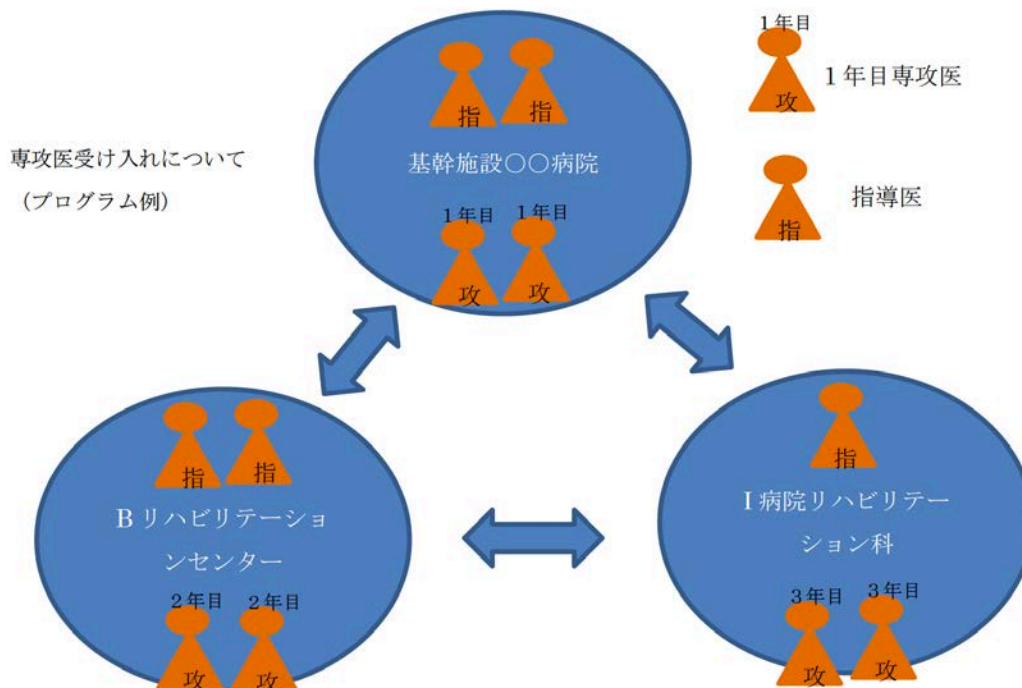 専攻医受け入れについて
（プログラム例）
指 指
基幹施設〇〇病院
1年目 1年目
攻 攻
1年目
攻
1年目専攻医
指
指導医
指 指
Bリハビリテーショ
ンセンター
2年目 2年目
攻 攻
指
I病院リハビリテー
ション科
3年目 3年目
攻 攻